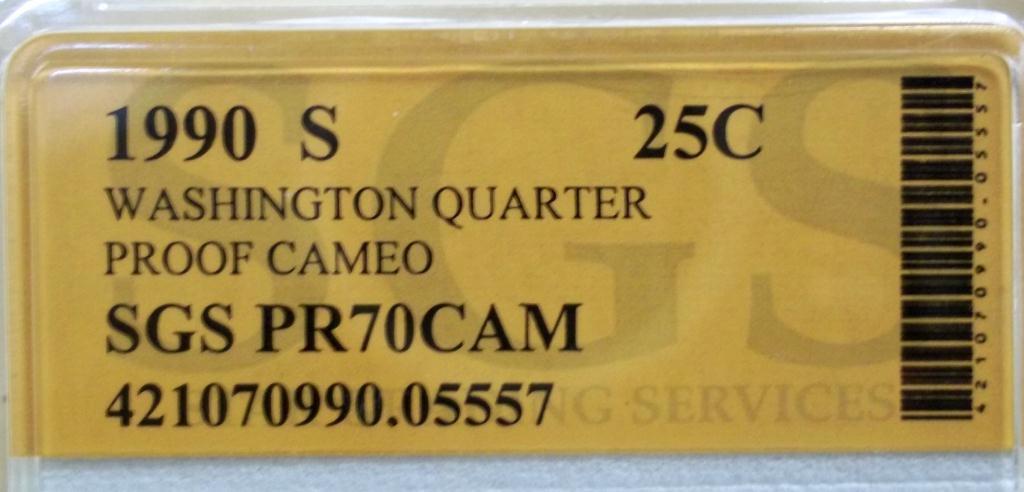 1990 S 25C
WASHINGTON QUARTER
PROOF CAMEO
SGS PR70CAM
421070990.05557
SGS
NG SERVICES
421070990.05557